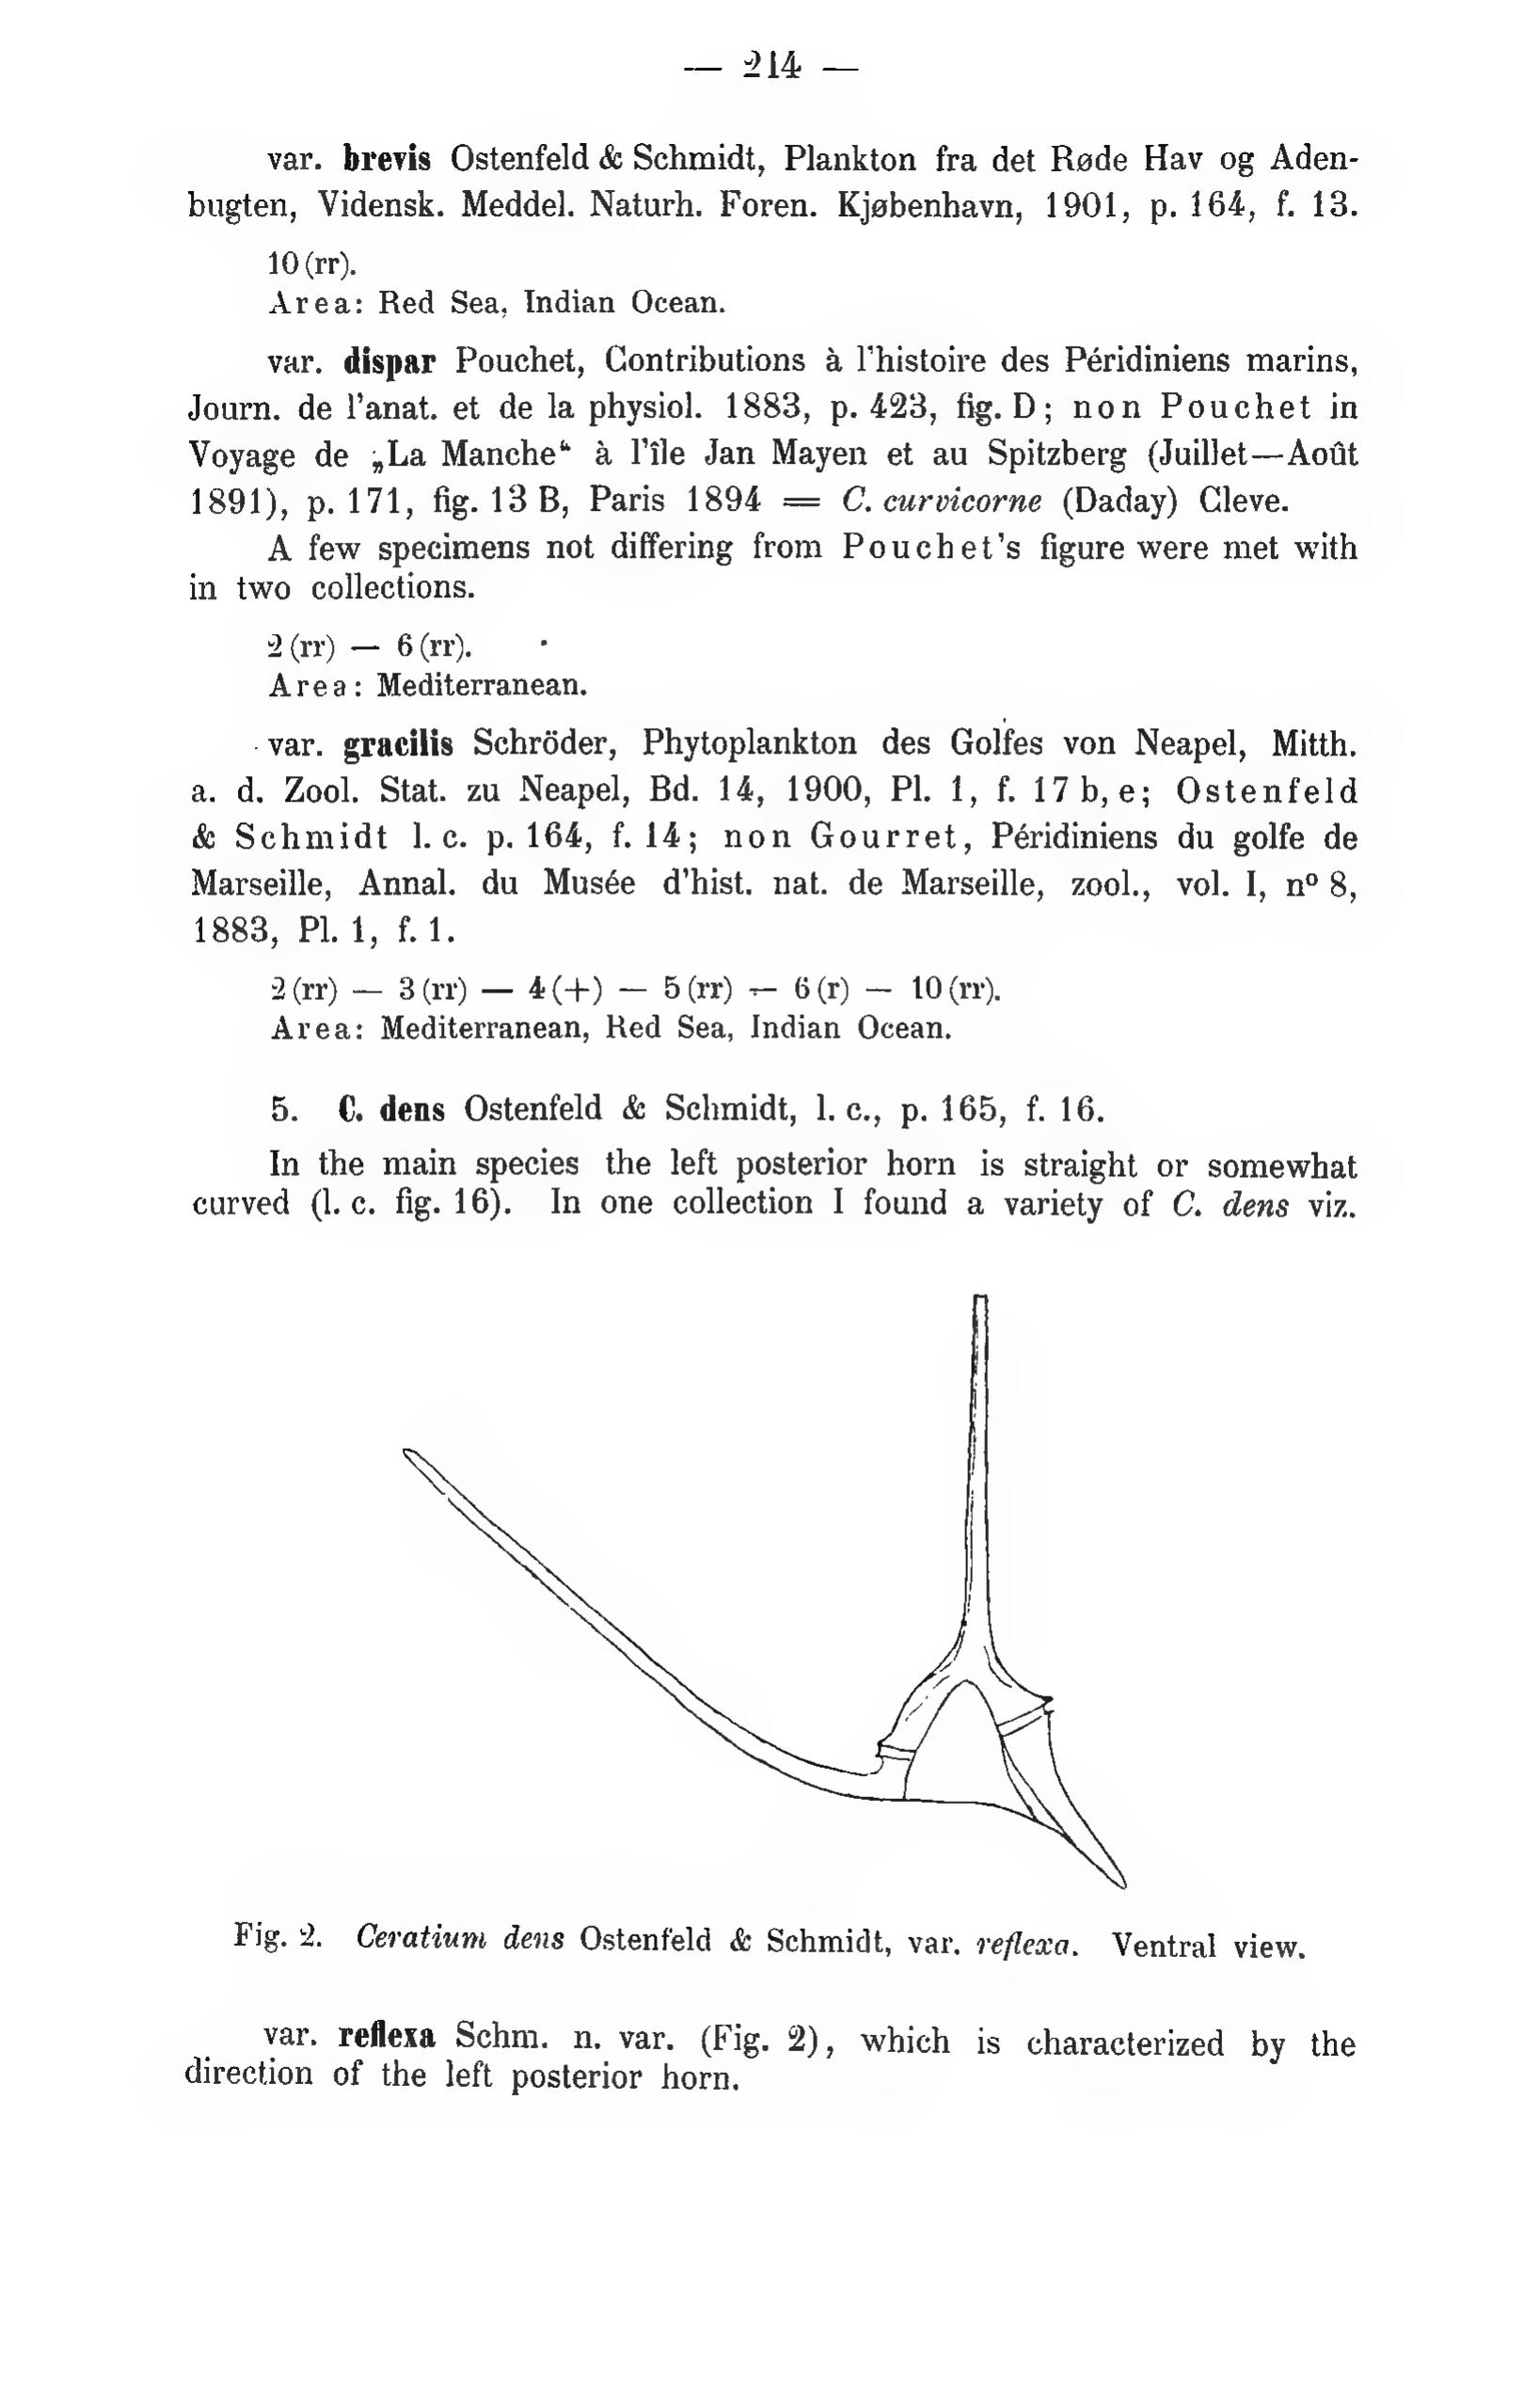 — 214 —
var. brevis Ostenfeld & Schmidt, Plankton fra det Røde Hav og Aden-
bugten, Vidensk. Meddel. Naturh. Foren. Kjøbenhavn, 1901, p. 164, f. 13.
10 (rr).
Area: Red Sea, Indian Ocean.
var. dispar Pouchet, Contributions à l'histoire des Péridiniens marins,
Journ. de l'anat. et de la physiol. 1883, p. 423, fig. D; non Pouchet in
Voyage de „La Manche“ à l'île Jan Mayen et au Spitzberg (Juillet—Août
1891), p. 171, fig. 13 B, Paris 1894 = C. curvicorne (Daday) Cleve.
A few specimens not differing from Pouchet's figure were met with
in two collections.
2 (rr) — 6 (rr).
Area: Mediterranean.
var. gracilis Schröder, Phytoplankton des Golfes von Neapel, Mitth.
a. d. Zool. Stat. zu Neapel, Bd. 14, 1900, Pl. 1, f. 17 b, e; Ostenfeld
& Schmidt l. c. p. 164, f. 14; non Gourret, Péridiniens du golfe de
Marseille, Annal. du Musée d'hist. nat. de Marseille, zool., vol. I, nº 8,
1883, Pl. 1, f. 1.
2 (rr) — 3 (rr) — 4 (+) — 5 (rr) — 6 (r) — 10 (rr).
Area: Mediterranean, Red Sea, Indian Ocean.
5. C. dens Ostenfeld & Schmidt, l. c., p. 165, f. 16.
In the main species the left posterior horn is straight or somewhat
curved (l. c. fig. 16). In one collection I found a variety of C. dens viz.
Fig. 2. Ceratium dens Ostenfeld & Schmidt, var. reflexa. Ventral view.
var. reflexa Schm. n. var. (Fig. 2), which is characterized by the
direction of the left posterior horn.